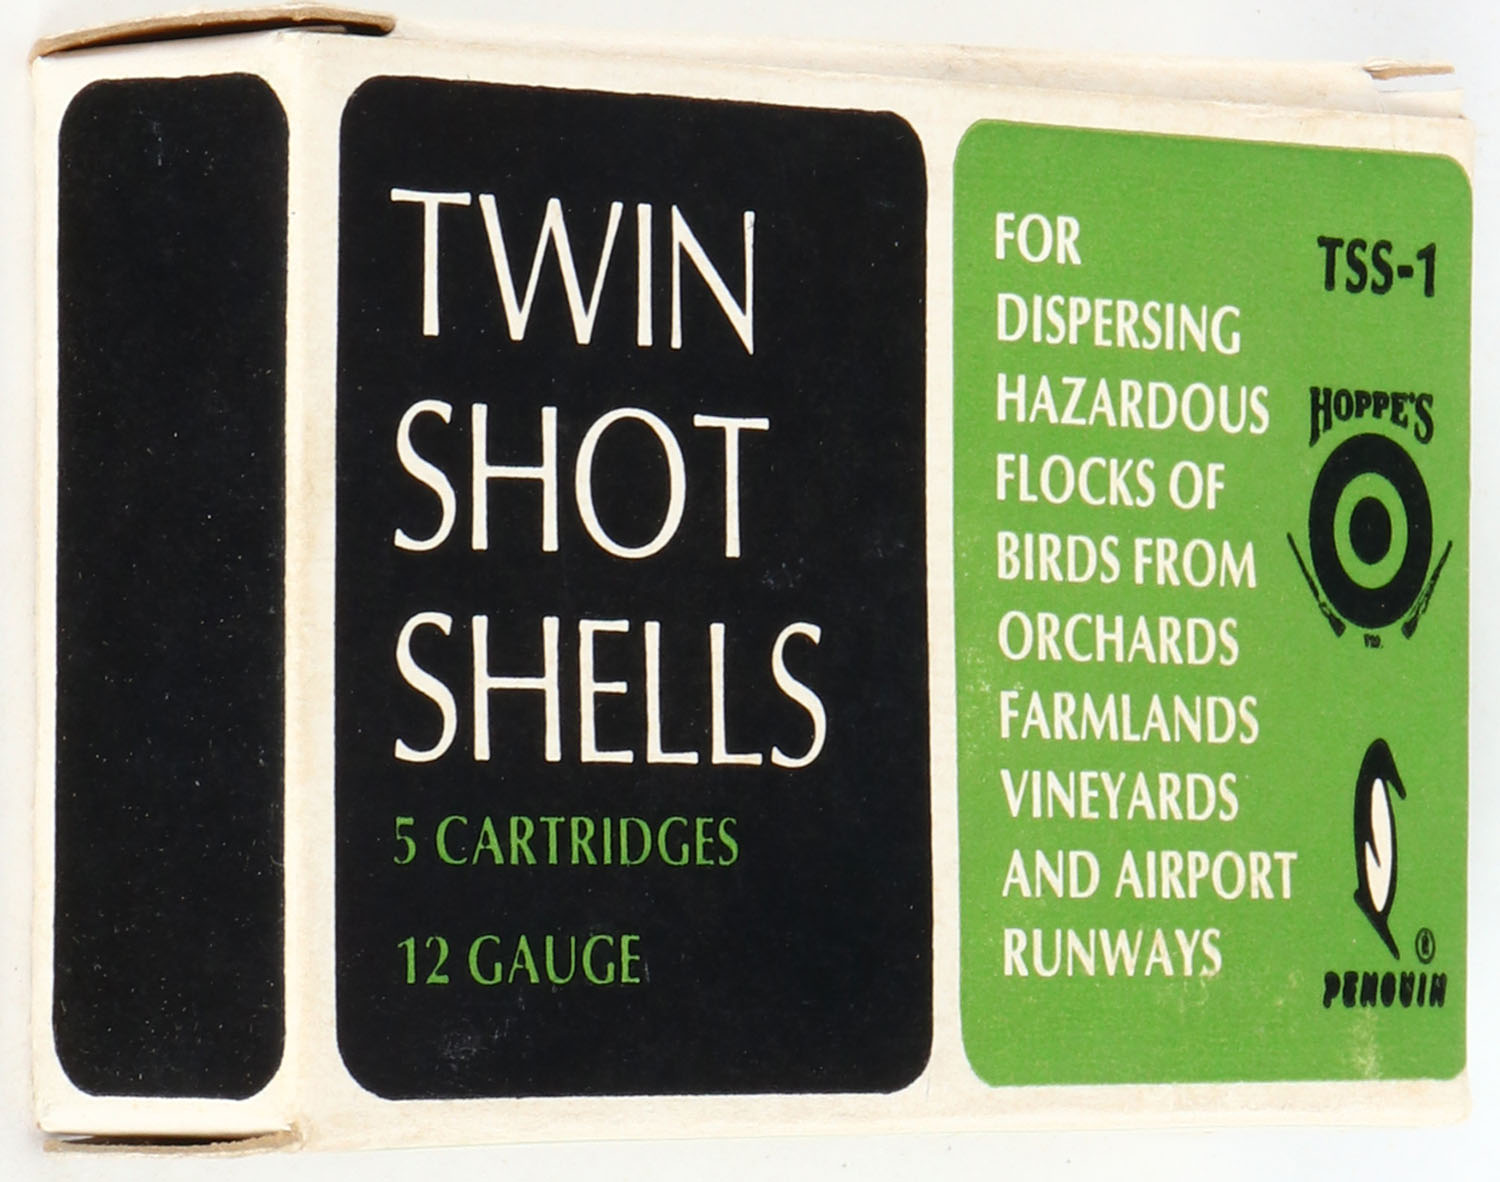 TWIN
SHOT
SHELLS
5 CARTRIDGES
12 GAUGE
FOR
DISPERSING
HAZARDOUS
FLOCKS OF
BIRDS FROM
ORCHARDS
FARMLANDS
VINEYARDS
AND AIRPORT
RUNWAYS
TSS-1
HOPPE'S
®
PENGUIN